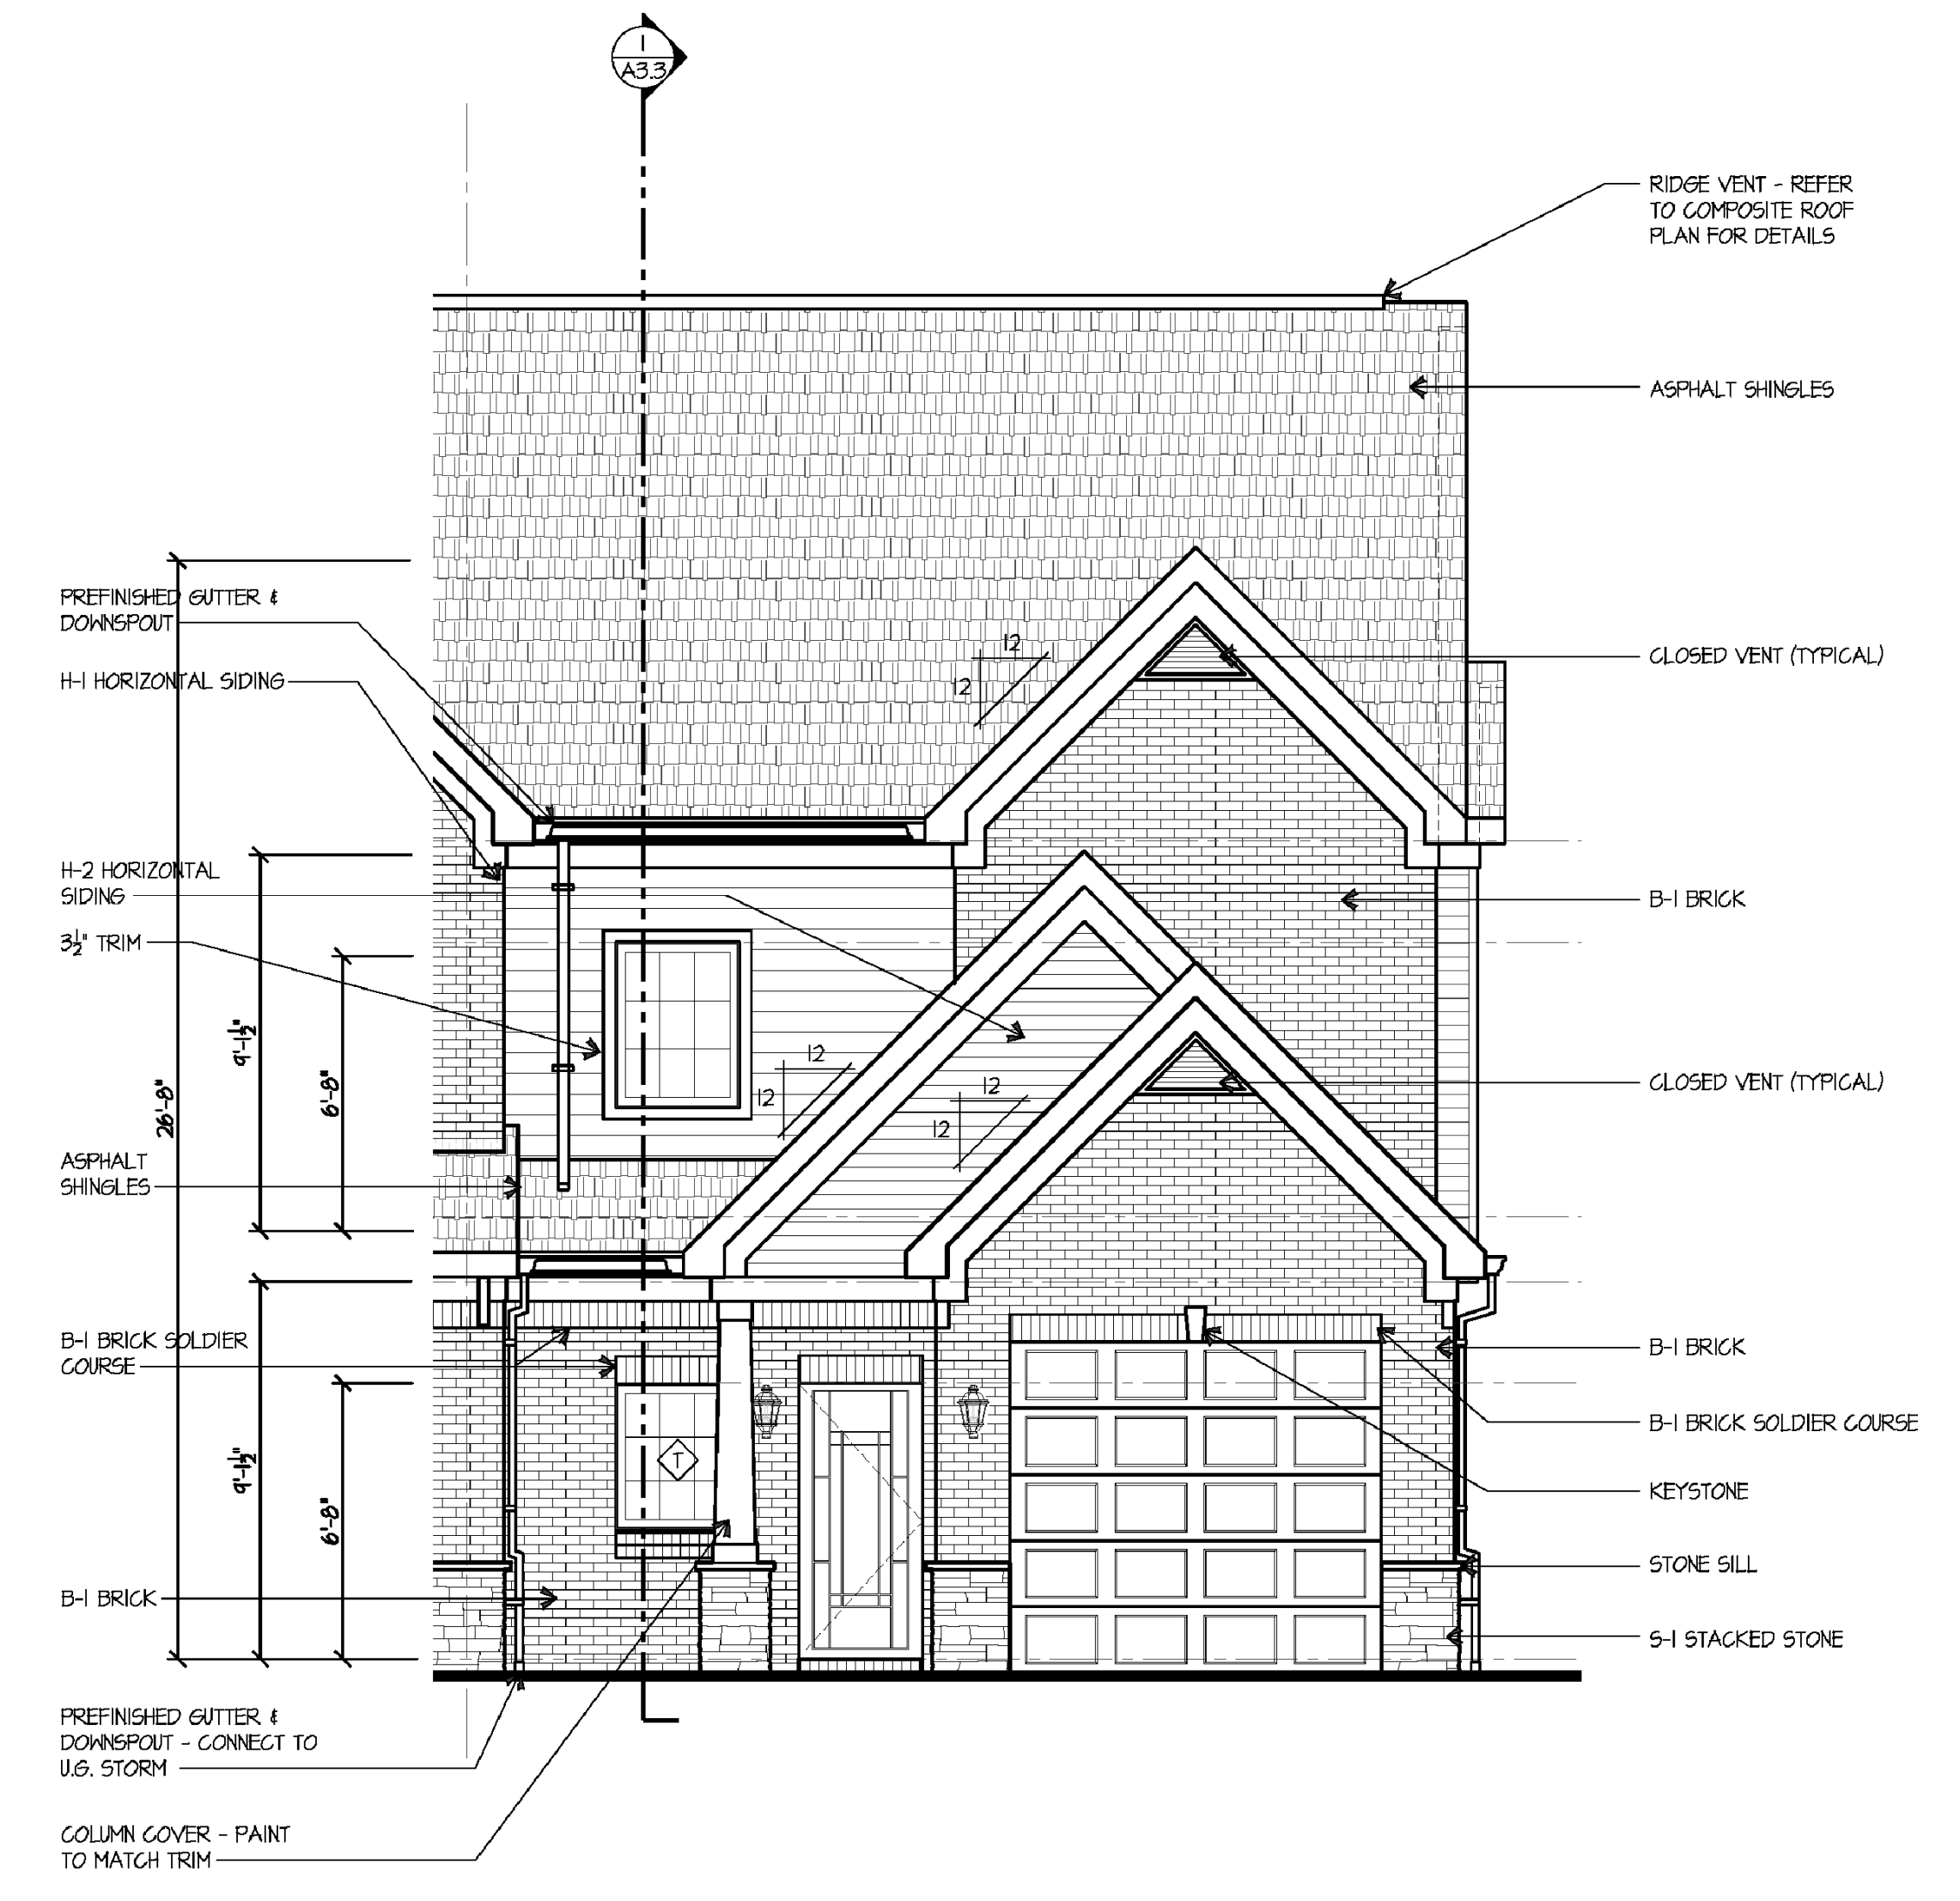 1
A3.3
RIDGE VENT - REFER
TO COMPOSITE ROOF
PLAN FOR DETAILS
ASPHALT SHINGLES
PREFINISHED GUTTER &
DOWNSPOUT
H-1 HORIZONTAL SIDING
12
12
CLOSED VENT (TYPICAL)
H-2 HORIZONTAL
SIDING
B-1 BRICK
3½" TRIM
9'-1½"
26'-8"
6'-8"
12
12
12
12
CLOSED VENT (TYPICAL)
ASPHALT
SHINGLES
B-1 BRICK SOLDIER
COURSE
B-1 BRICK
B-1 BRICK SOLDIER COURSE
9'-1½"
6'-8"
T
KEYSTONE
STONE SILL
B-1 BRICK
S-1 STACKED STONE
PREFINISHED GUTTER &
DOWNSPOUT - CONNECT TO
U.G. STORM
COLUMN COVER - PAINT
TO MATCH TRIM